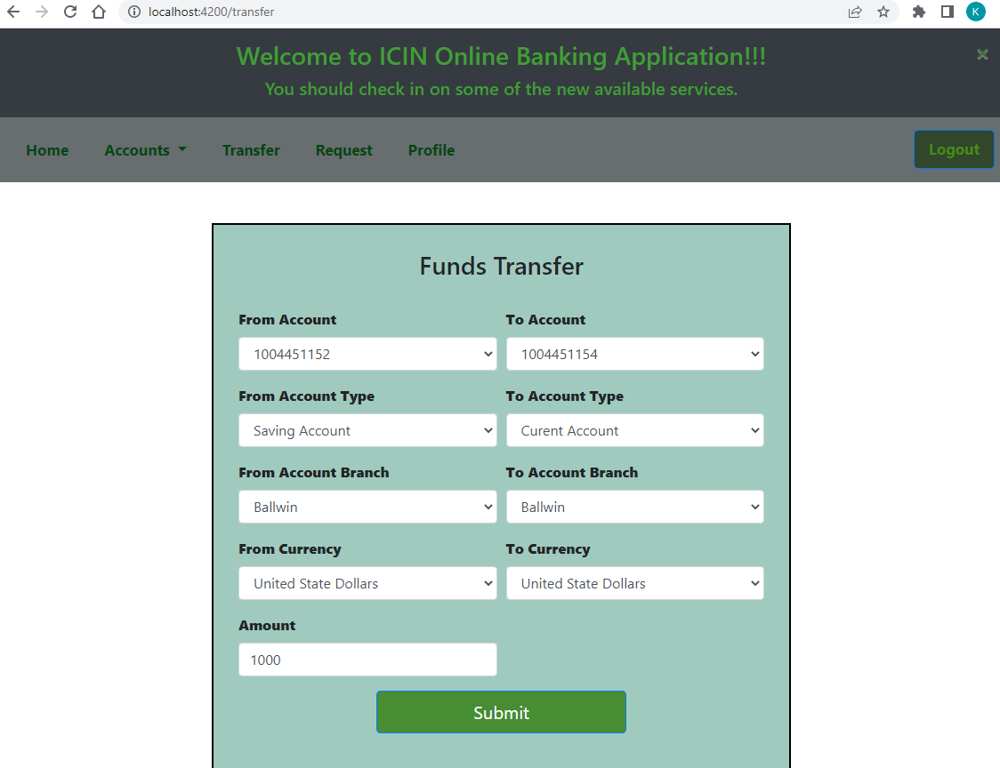 localhost:4200/transfer
K
Welcome to ICIN Online Banking Application!!!
×
You should check in on some of the new available services.
Home Accounts Transfer Request Profile Logout
Funds Transfer
From Account To Account
1004451152 1004451154
From Account Type To Account Type
Saving Account Curent Account
From Account Branch To Account Branch
Ballwin Ballwin
From Currency To Currency
United State Dollars United State Dollars
Amount
1000
Submit